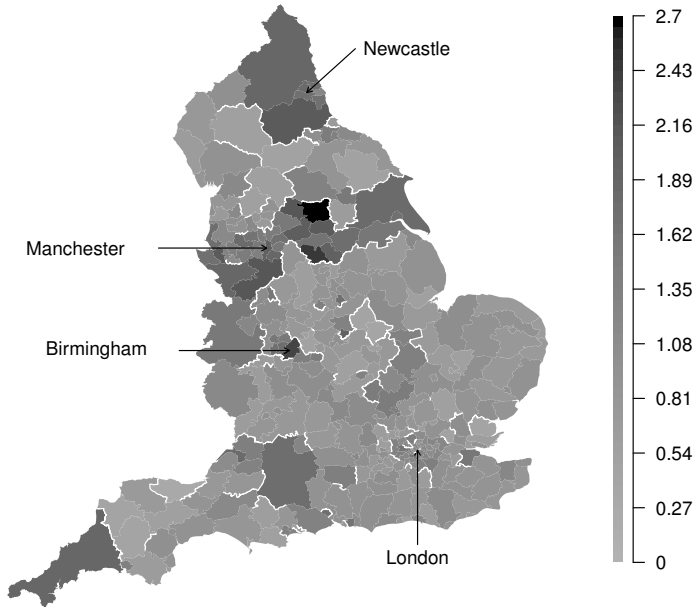 Newcastle
Manchester
Birmingham
London
2.7
2.43
2.16
1.89
1.62
1.35
1.08
0.81
0.54
0.27
0